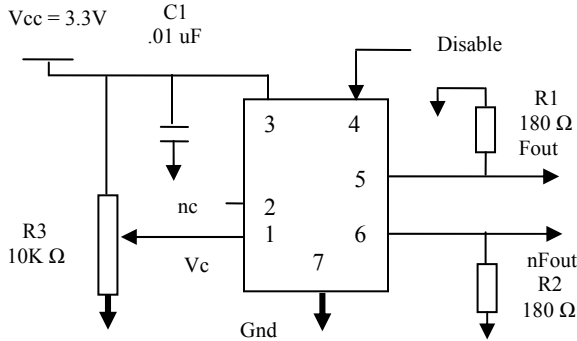 Vcc = 3.3V
C1
.01 uF
Disable
R1
180 Ω
Fout
3
4
5
nc
2
1
6
R3
10K Ω
Vc
7
nFout
R2
180 Ω
Gnd